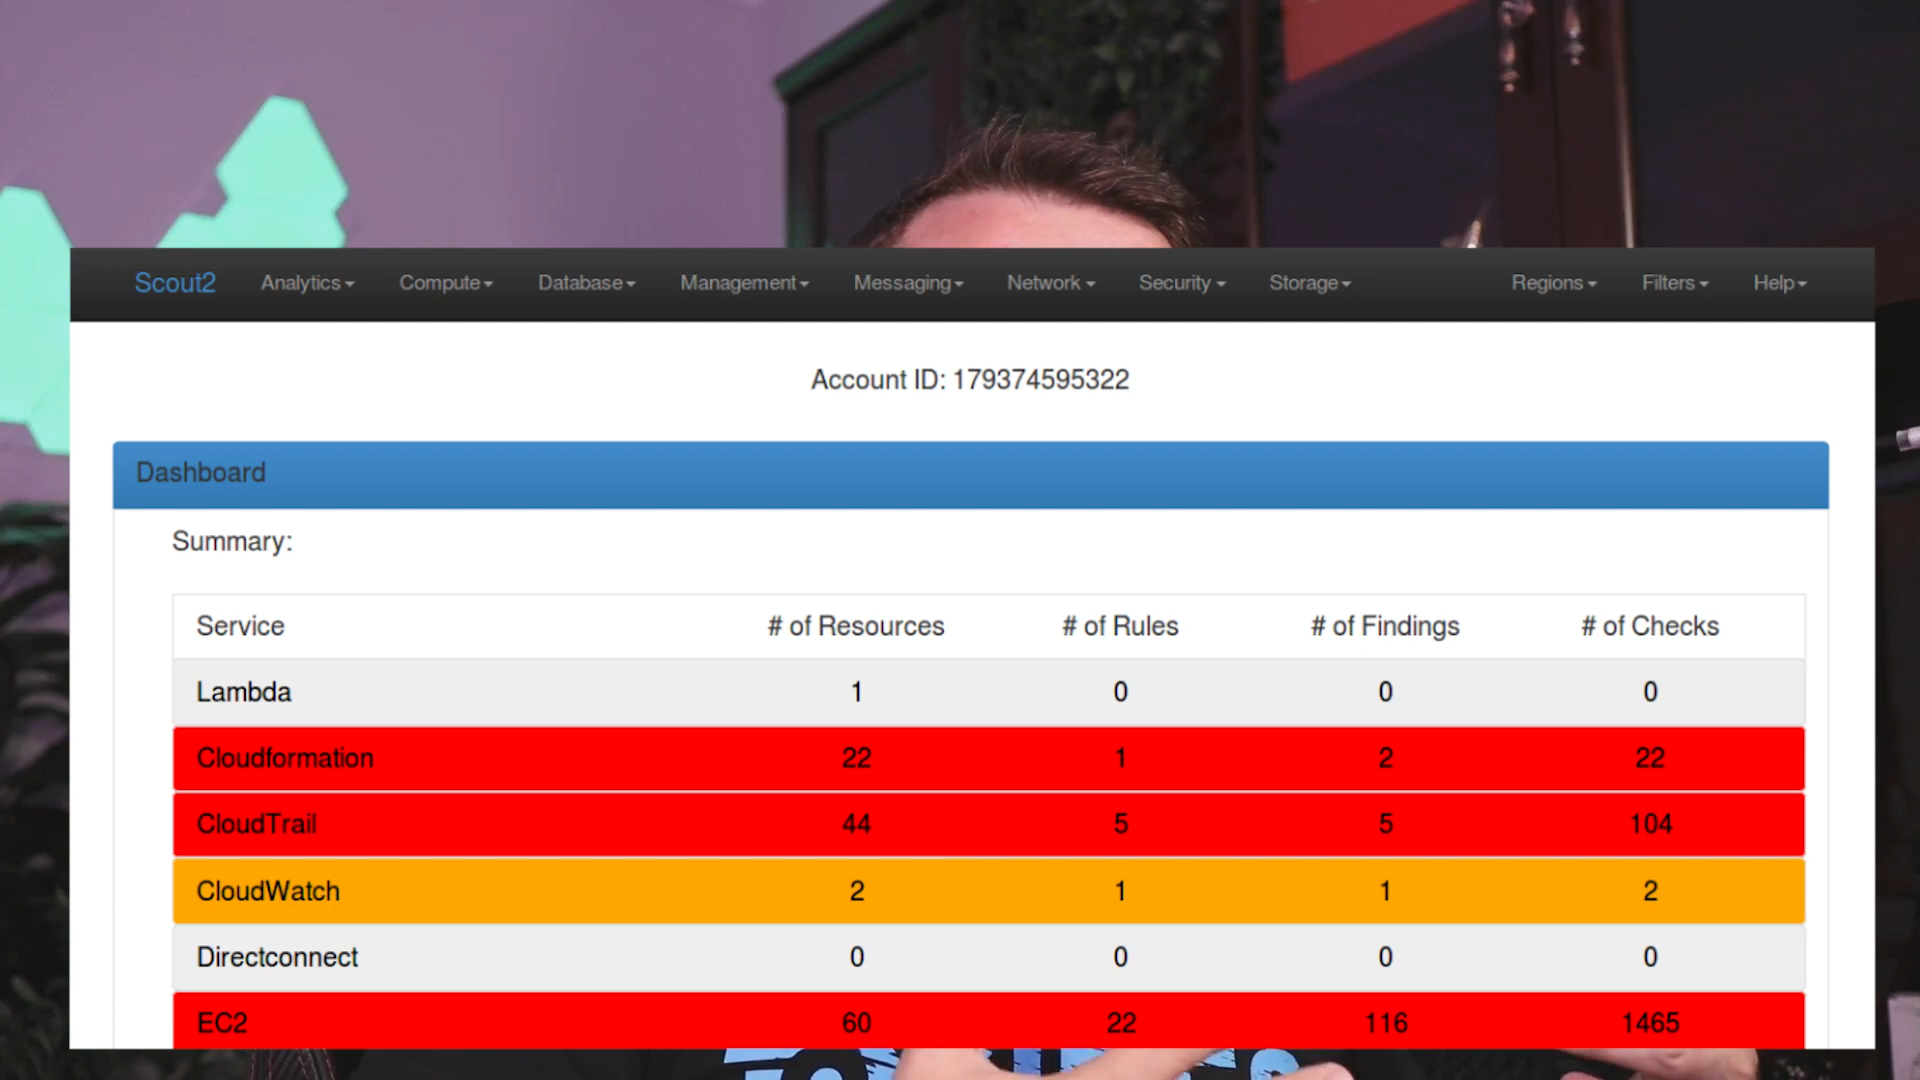 Scout2 Analytics Compute Database Management Messaging Network Security Storage Regions Filters Help
Account ID: 179374595322
Dashboard
Summary:
Service # of Resources # of Rules # of Findings # of Checks
Lambda 1 0 0 0
Cloudformation 22 1 2 22
CloudTrail 44 5 5 104
CloudWatch 2 1 1 2
Directconnect 0 0 0 0
EC2 60 22 116 1465